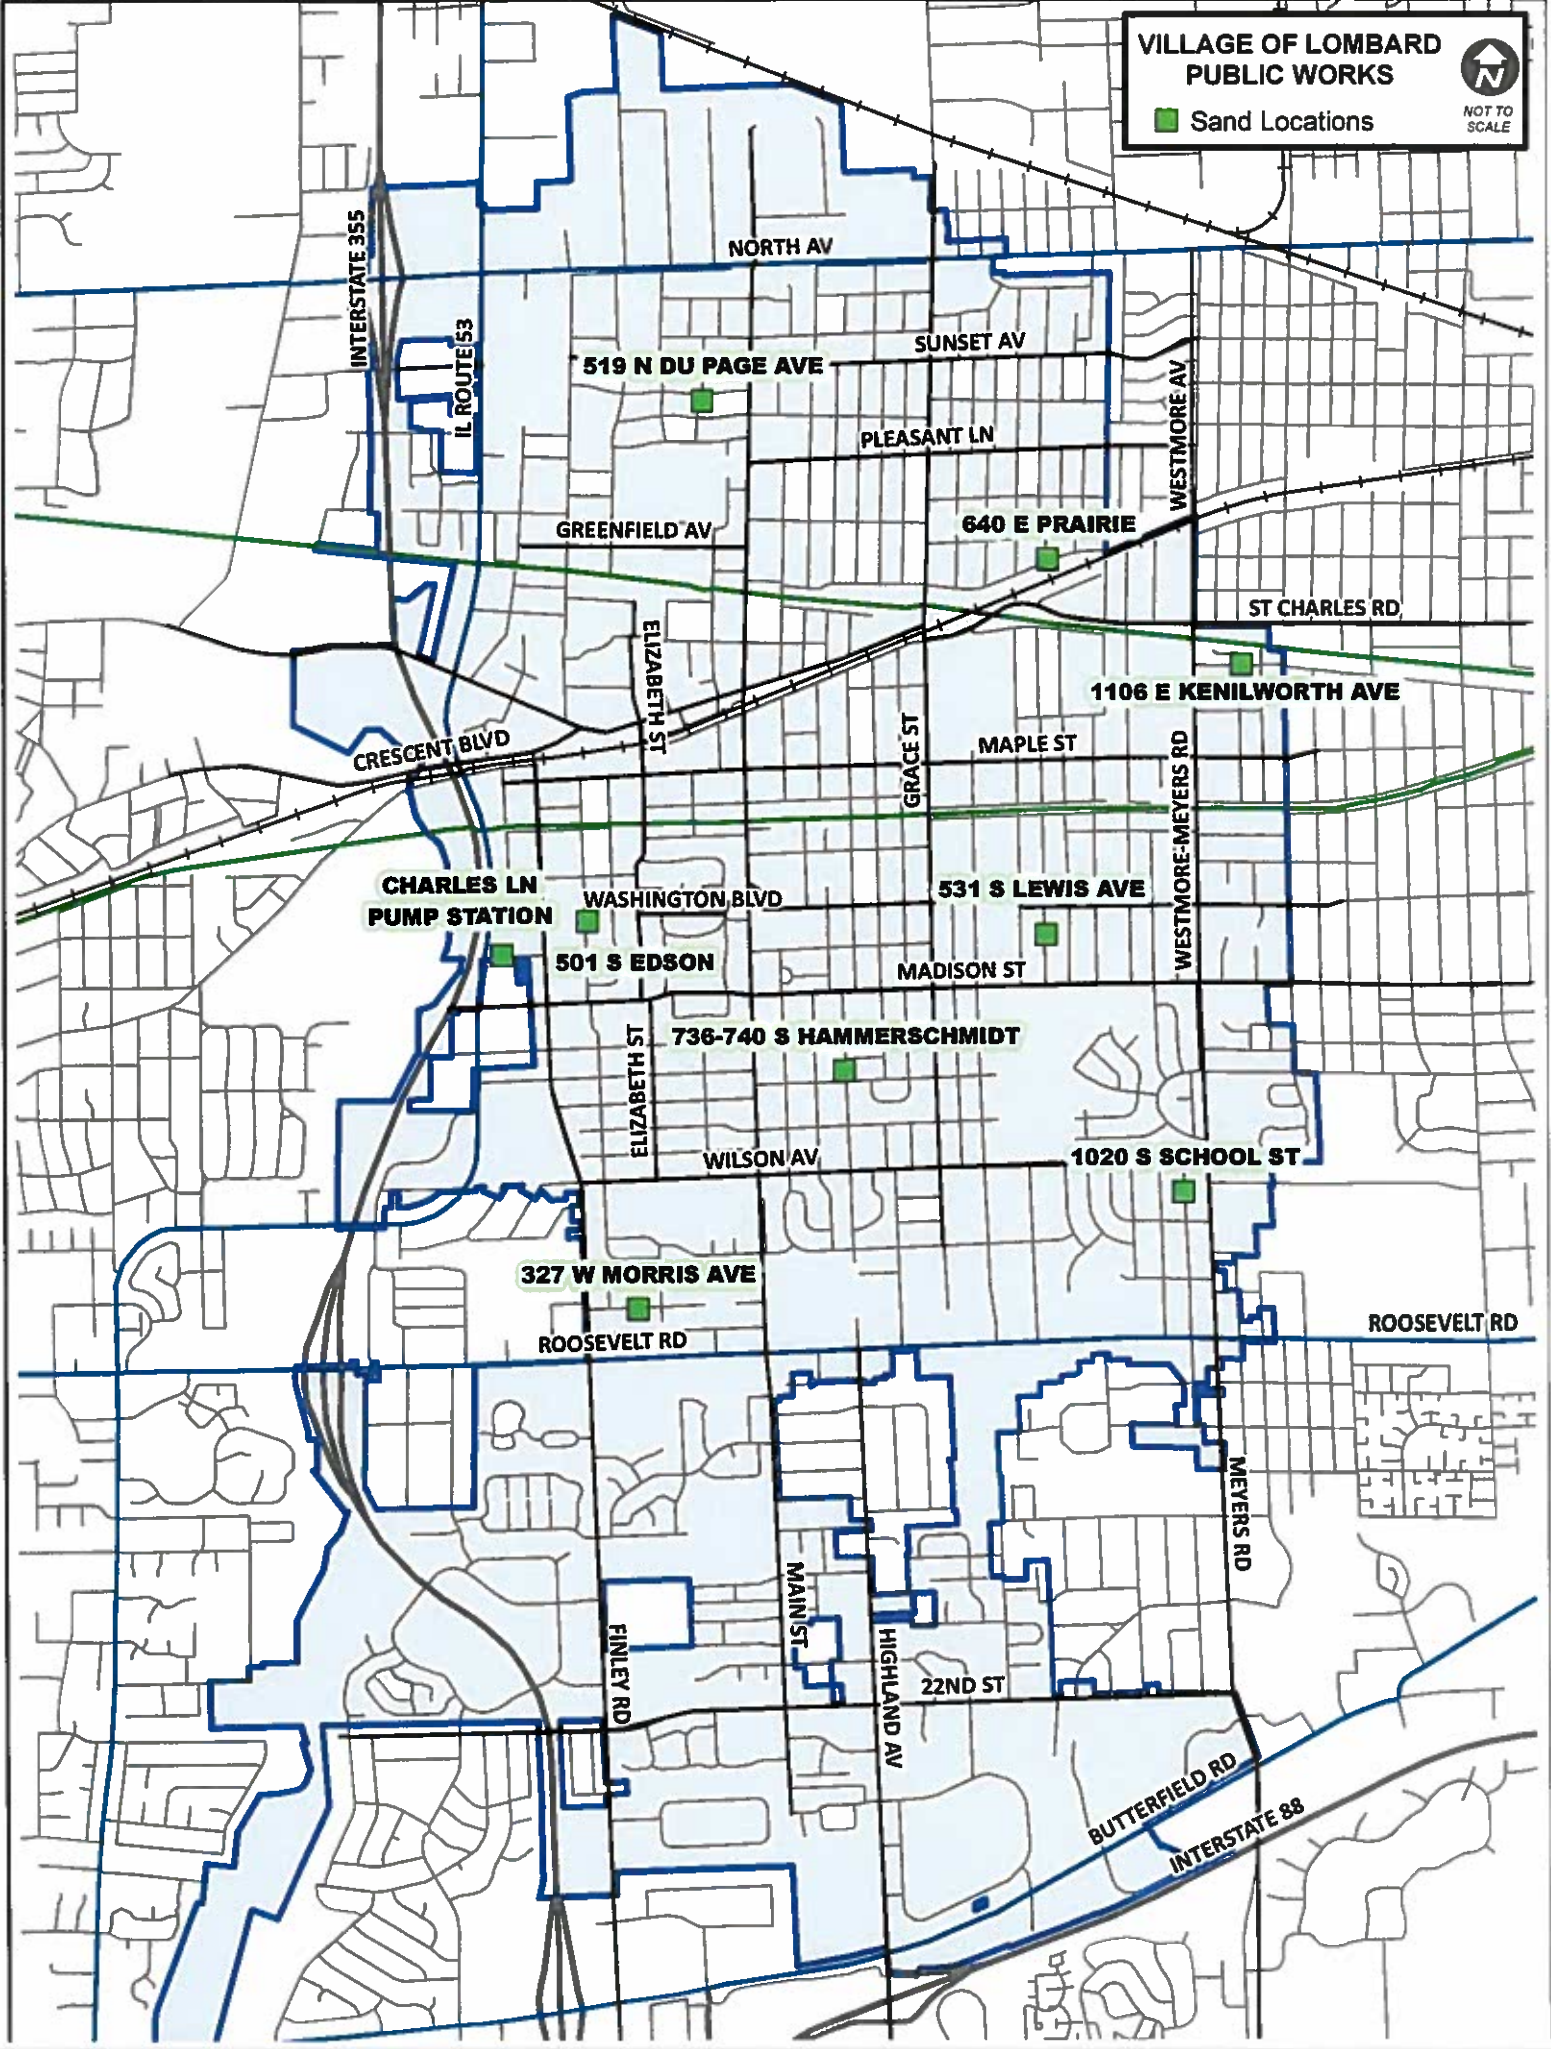 VILLAGE OF LOMBARD
PUBLIC WORKS
Sand Locations
N
NOT TO
SCALE
INTERSTATE 355
NORTH AV
IL ROUTE 53
SUNSET AV
519 N DU PAGE AVE
WESTMORE AV
PLEASANT LN
640 E PRAIRIE
GREENFIELD AV
ST CHARLES RD
ELIZABETH ST
1106 E KENILWORTH AVE
CRESCENT BLVD
GRACE ST
MAPLE ST
WESTMORE-MEYERS RD
CHARLES LN
PUMP STATION
WASHINGTON BLVD
531 S LEWIS AVE
501 S EDSON
MADISON ST
ELIZABETH ST
736-740 S HAMMERSCHMIDT
WILSON AV
1020 S SCHOOL ST
327 W MORRIS AVE
ROOSEVELT RD
ROOSEVELT RD
MEYERS RD
MAIN ST
FINLEY RD
HIGHLAND AV
22ND ST
BUTTERFIELD RD
INTERSTATE 88